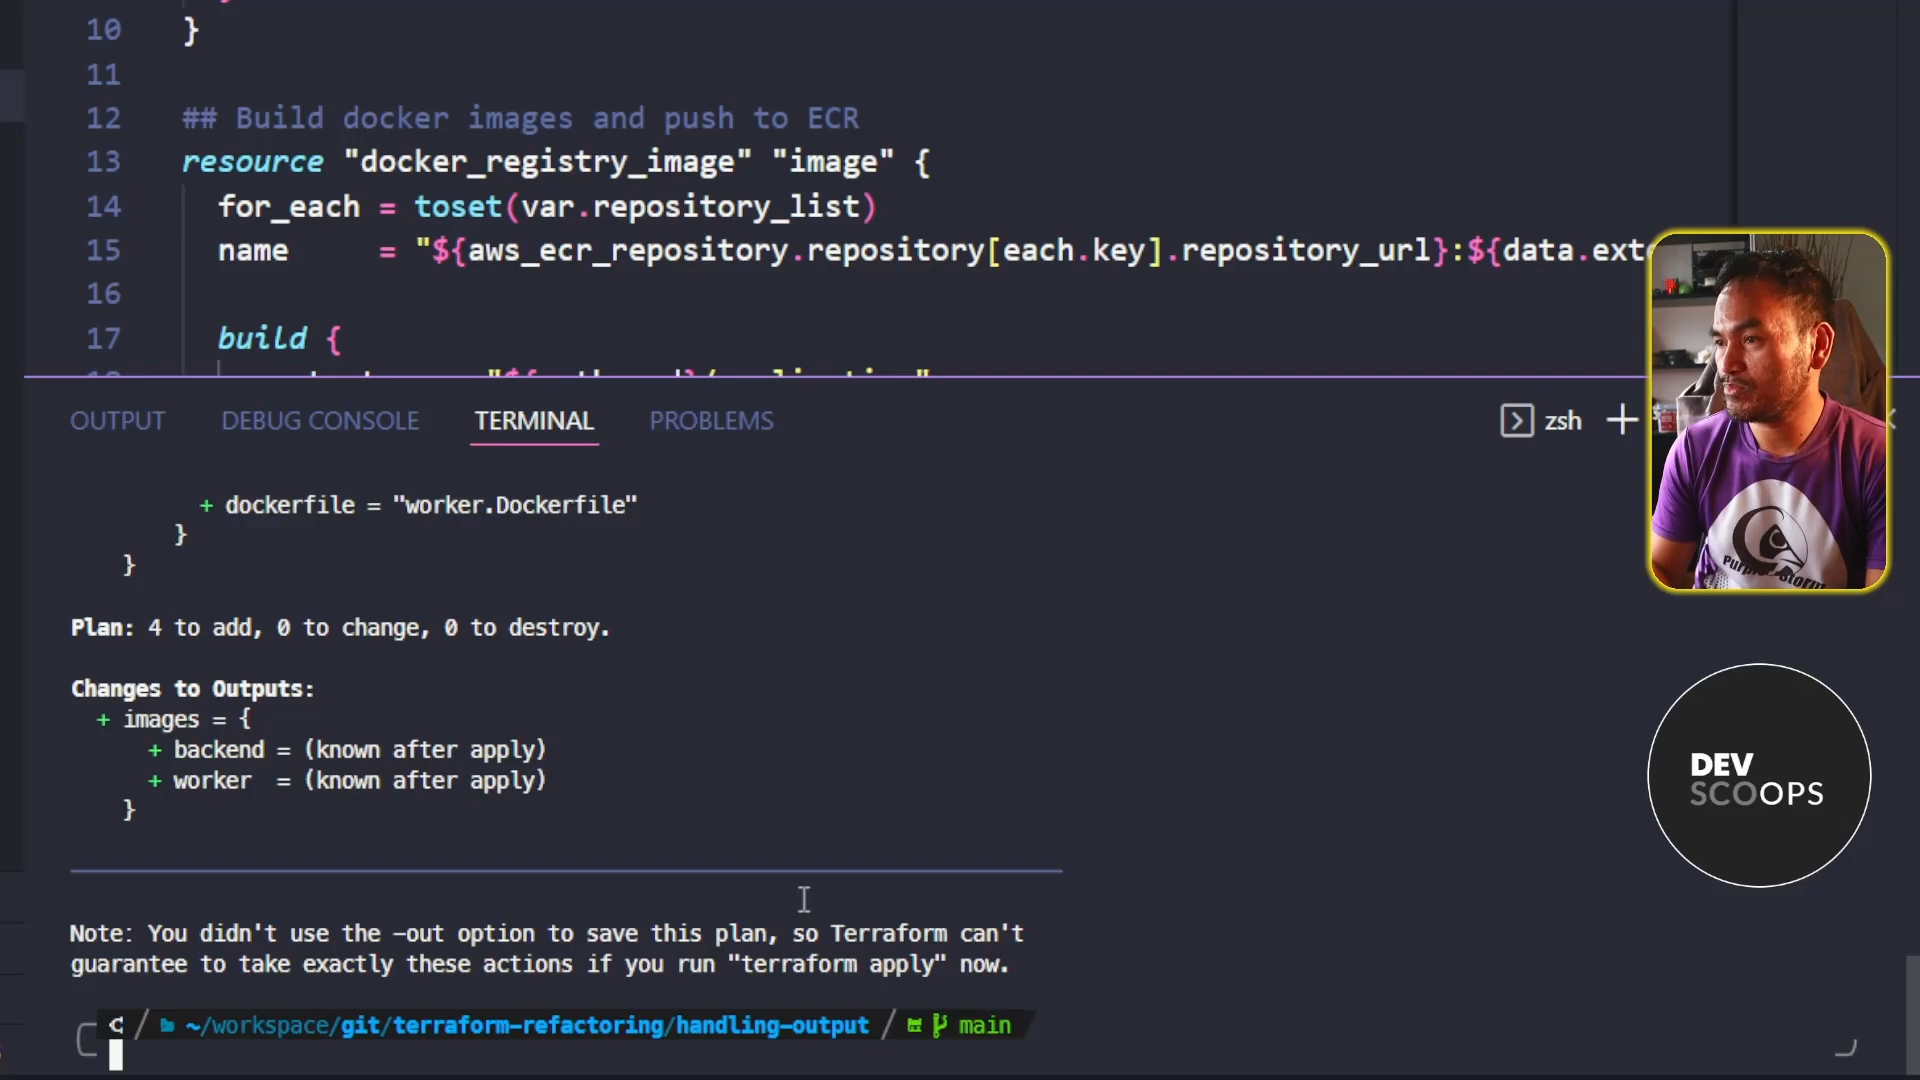 10 }
11
12 ## Build docker images and push to ECR
13 resource "docker_registry_image" "image" {
14 for_each = toset(var.repository_list)
15 name = "${aws_ecr_repository.repository[each.key].repository_url}:${data.exte
16
17 build {
OUTPUT DEBUG CONSOLE TERMINAL PROBLEMS zsh
+ dockerfile = "worker.Dockerfile"
}
}
Plan: 4 to add, 0 to change, 0 to destroy.
Changes to Outputs:
+ images = {
+ backend = (known after apply)
+ worker = (known after apply)
}
Note: You didn't use the -out option to save this plan, so Terraform can't
guarantee to take exactly these actions if you run "terraform apply" now.
~/workspace/git/terraform-refactoring/handling-output / main
Storm
DEV
SCOOPS